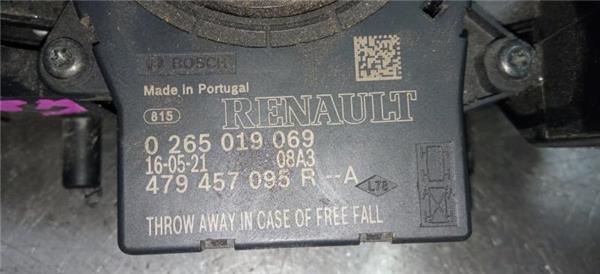 BOSCH
Made in Portugal
815 RENAULT
0 265 019 069
16-05-21 08A3
479 457 095 R--A
THROW AWAY IN CASE OF FREE FALL